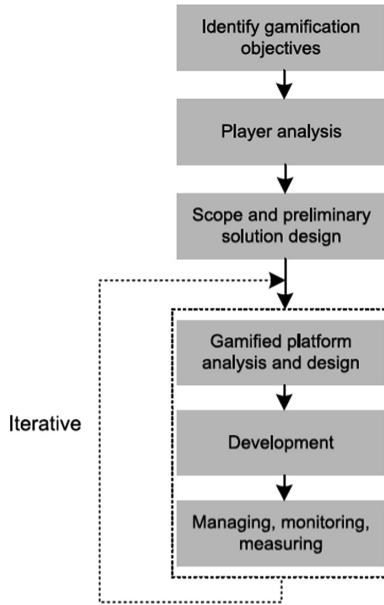 Identify gamification
objectives
Player analysis
Scope and preliminary
solution design
Gamified platform
analysis and design
Iterative
Development
Managing, monitoring,
measuring